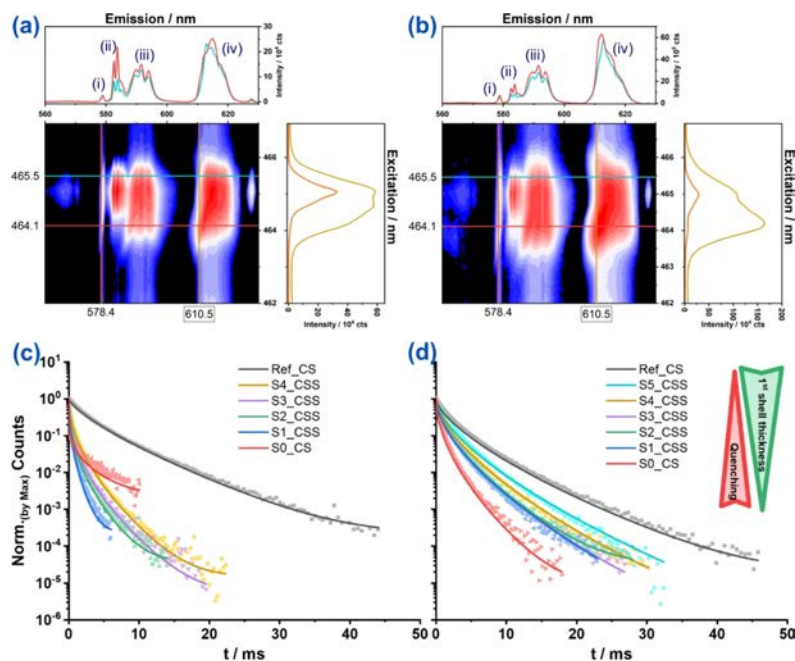 (a)
Emission / nm
(i)
(ii)
(iii)
(iv)
30
25
20
15
10
5
0
Intensity / 10⁴ cts
560
580
600
620
465.5
464.1
578.4
610.5
466
465
464
463
462
Excitation / nm
0
20
40
60
80
Intensity / 10⁴ cts
(b)
Emission / nm
(i)
(ii)
(iii)
(iv)
60
40
20
0
560
580
600
620
465.5
464.1
578.4
610.5
466
465
464
463
462
Excitation / nm
0
50
100
150
200
Intensity / 10⁴ cts
(c)
Norm.(by Max) Counts
10¹
10⁰
10⁻¹
10⁻²
10⁻³
10⁻⁴
10⁻⁵
10⁻⁶
Ref_CS
S4_CSS
S3_CSS
S2_CSS
S1_CSS
S0_CS
0
10
20
30
40
50
t / ms
(d)
Ref_CS
S5_CSS
S4_CSS
S3_CSS
S2_CSS
S1_CSS
S0_CS
Quenching
1st shell thickness
10
20
30
40
50
t / ms